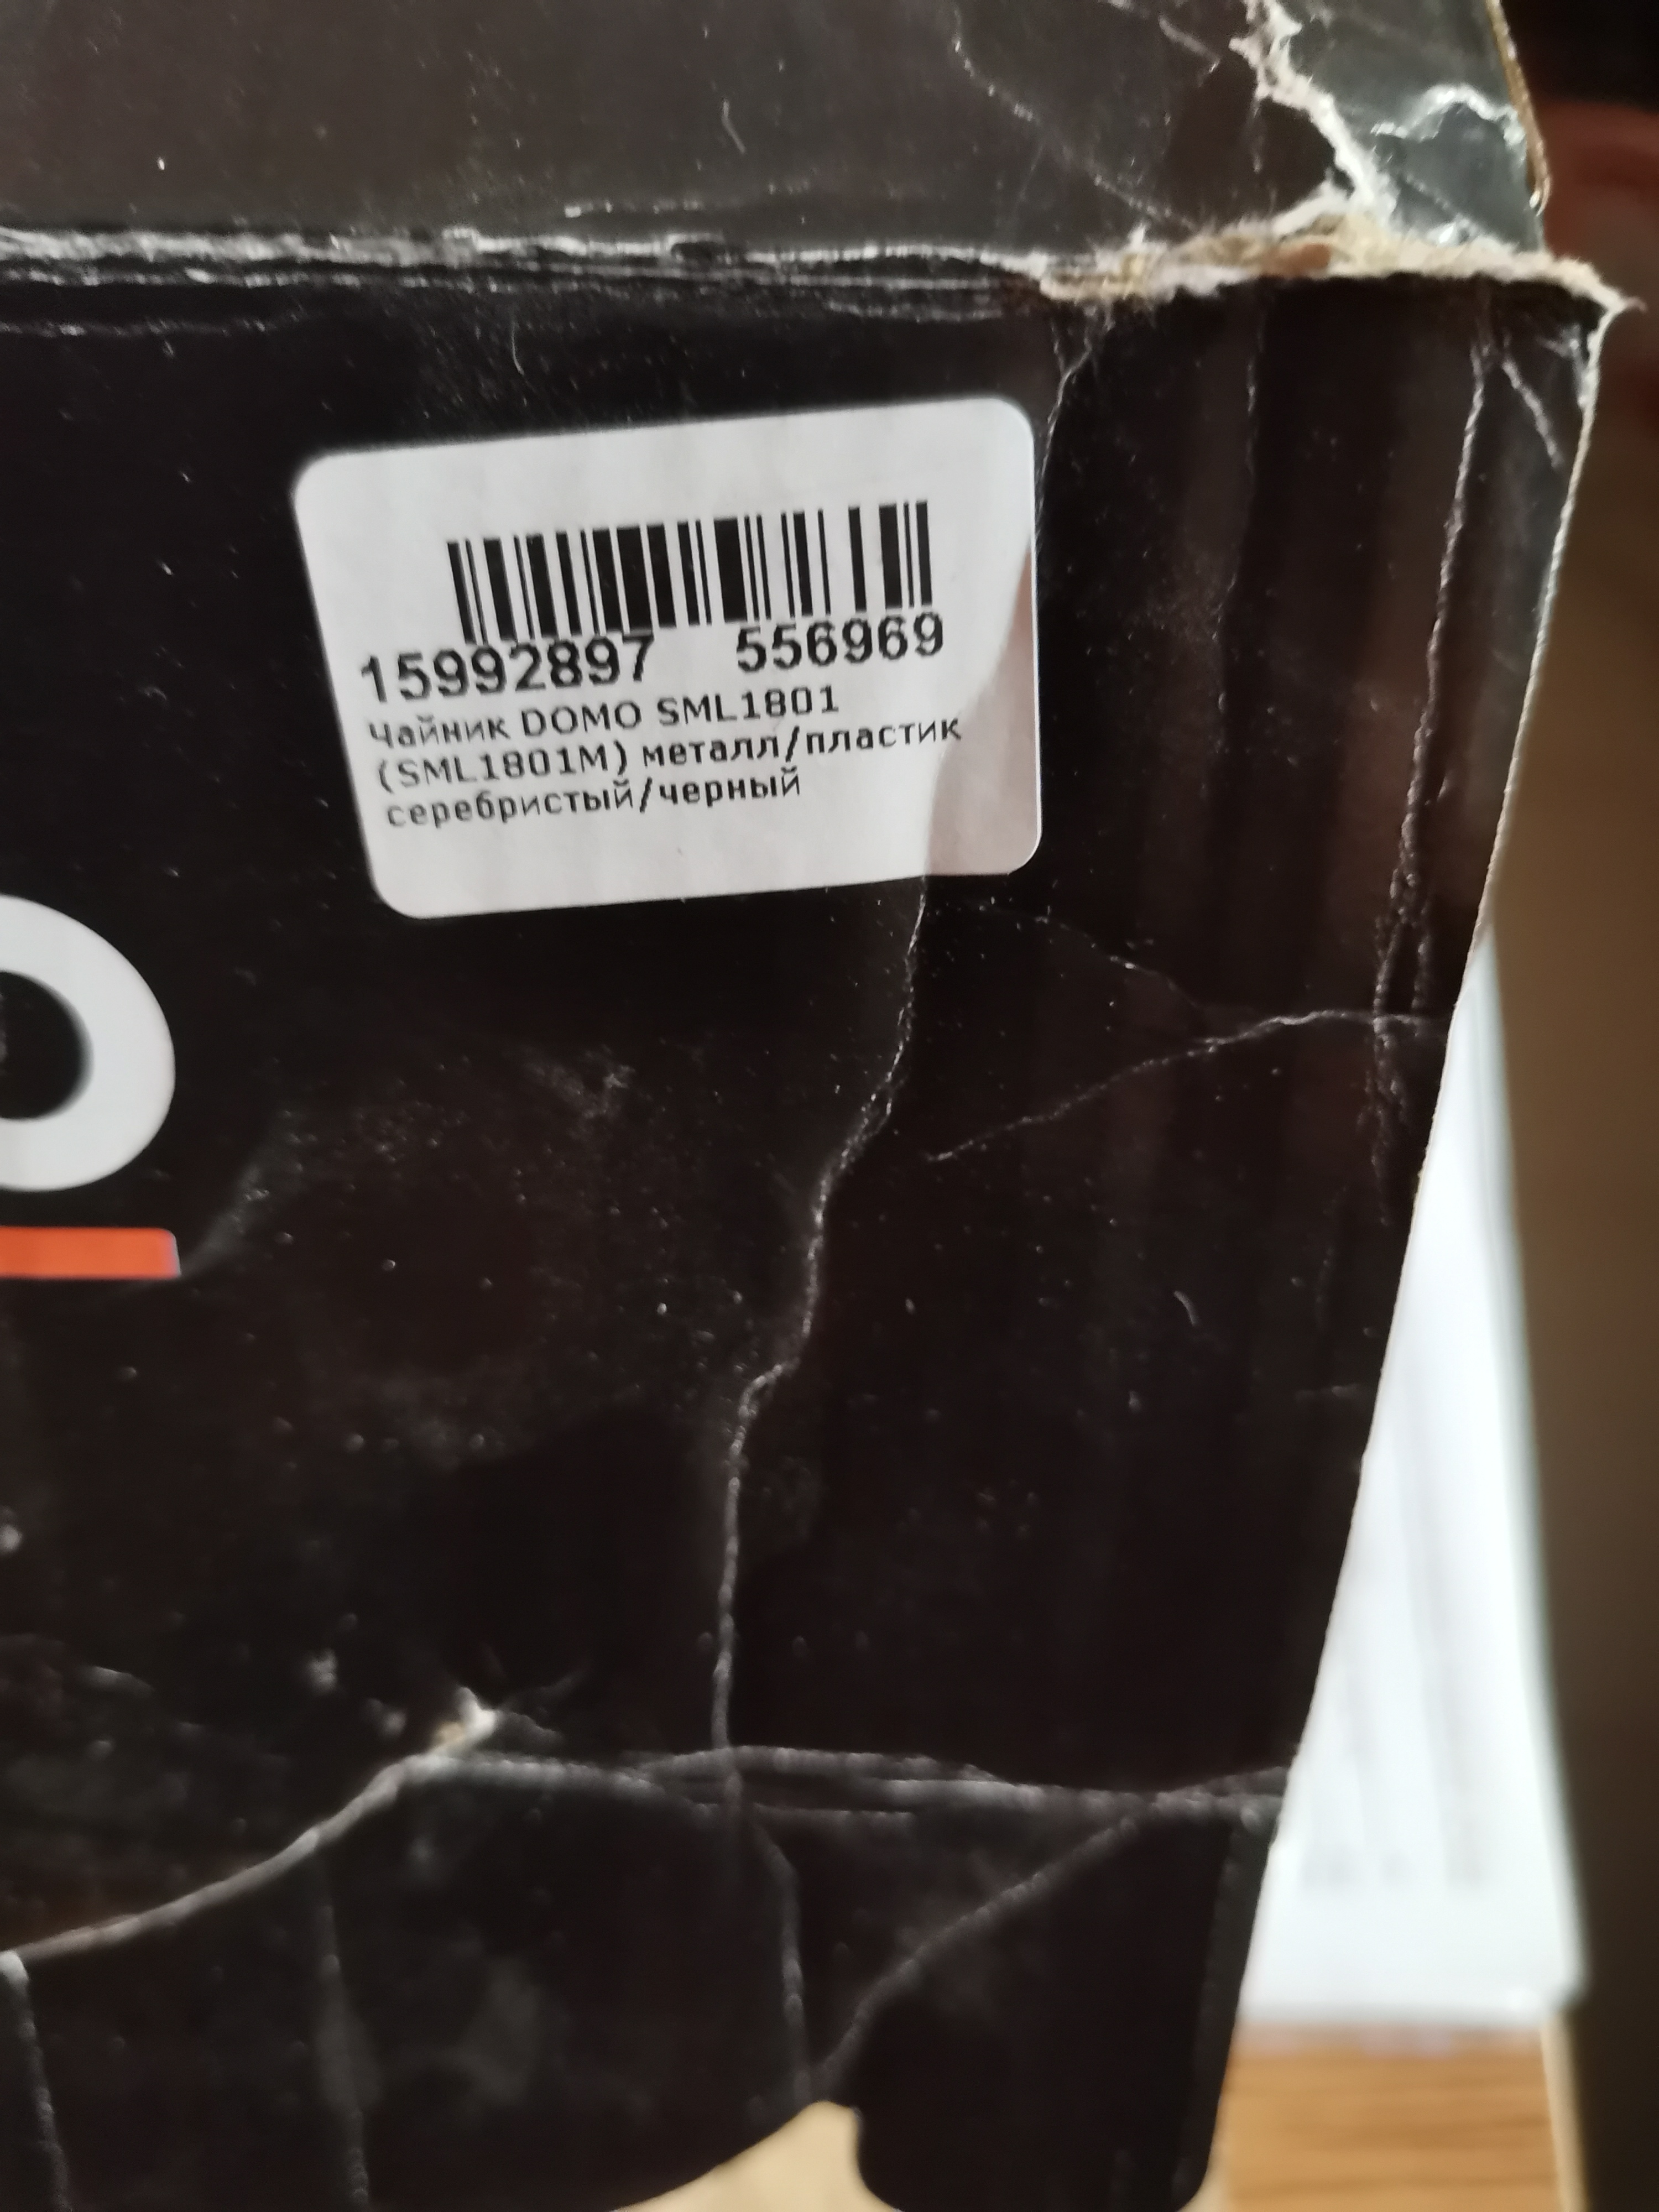 15992897 556969
Чайник DOMO SML1801
(SML1801M) металл/пластик
серебристый/черный
O